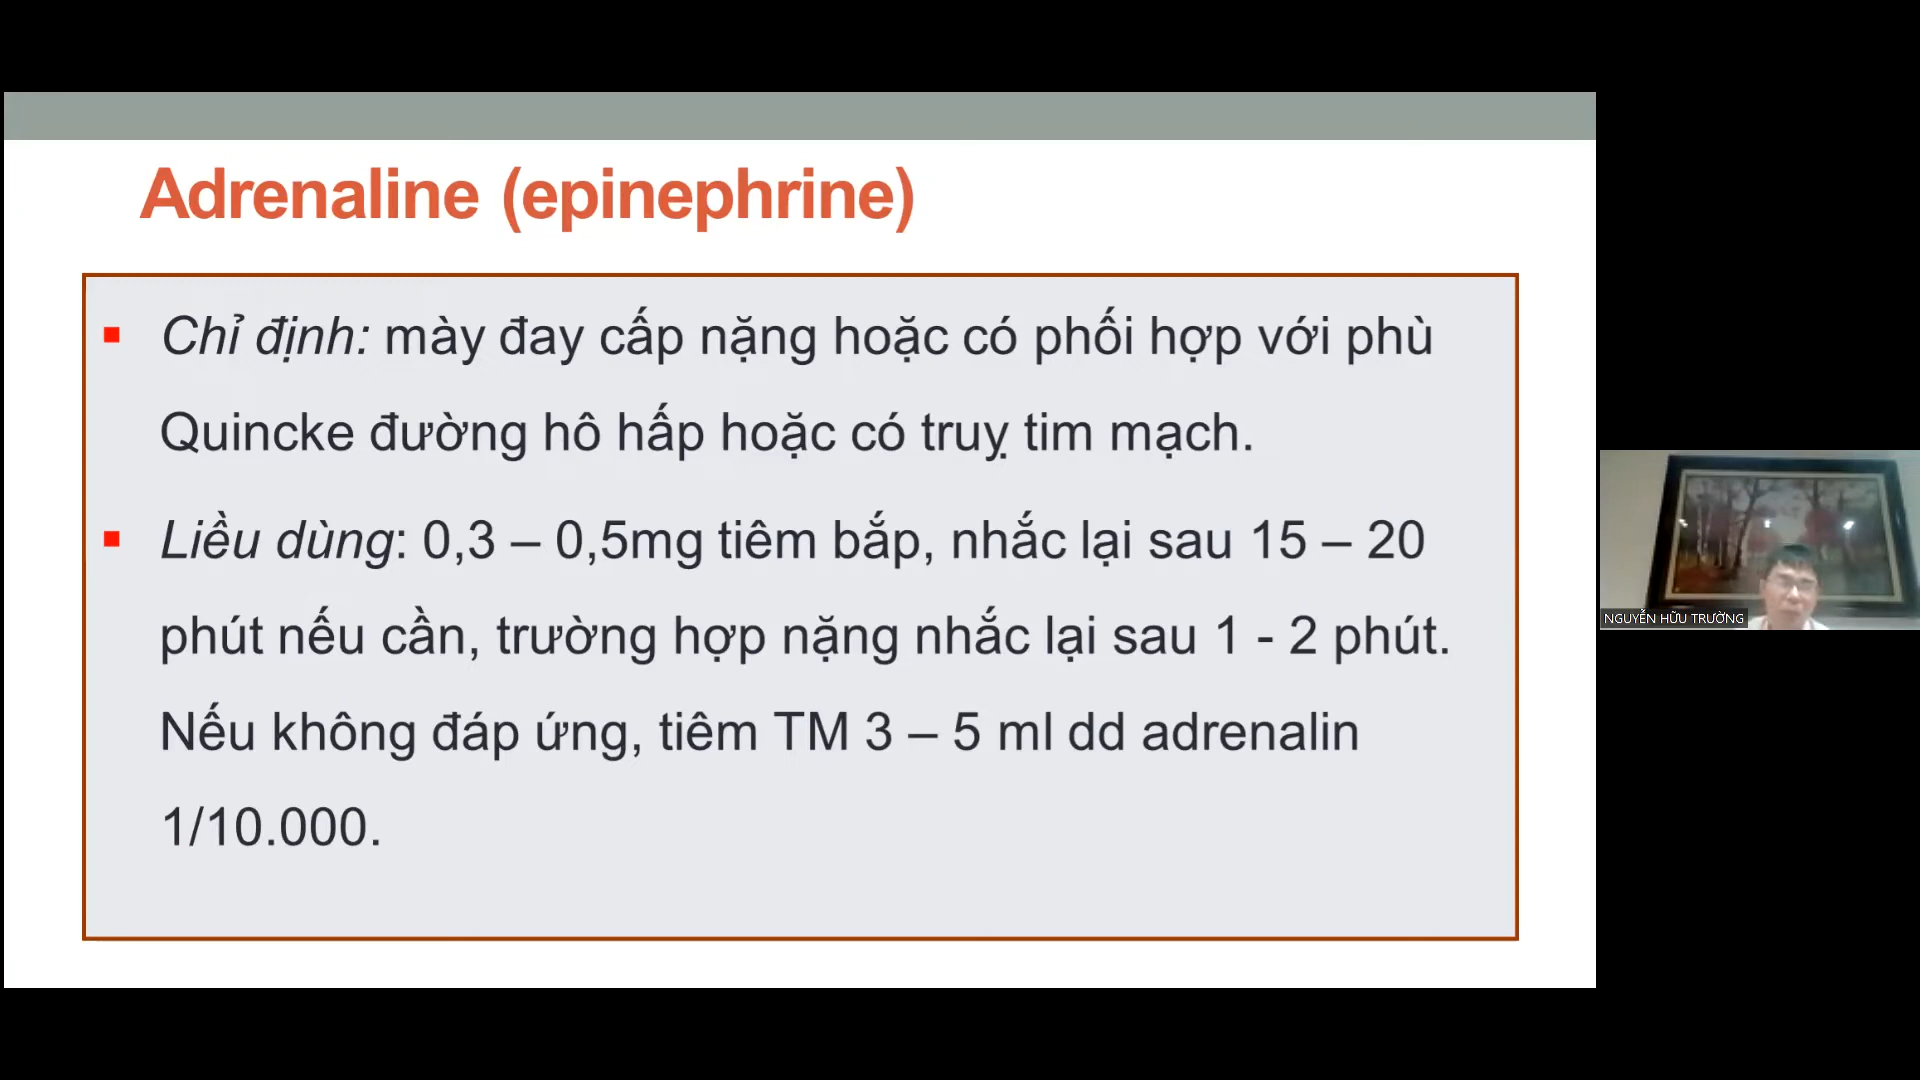 Adrenaline (epinephrine)
Chỉ định: mày đay cấp nặng hoặc có phối hợp với phù
Quincke đường hô hấp hoặc có truỵ tim mạch.
Liều dùng: 0,3 – 0,5mg tiêm bắp, nhắc lại sau 15 – 20
phút nếu cần, trường hợp nặng nhắc lại sau 1 - 2 phút.
Nếu không đáp ứng, tiêm TM 3 – 5 ml dd adrenalin
1/10.000.
NGUYỄN HỮU TRƯỜNG